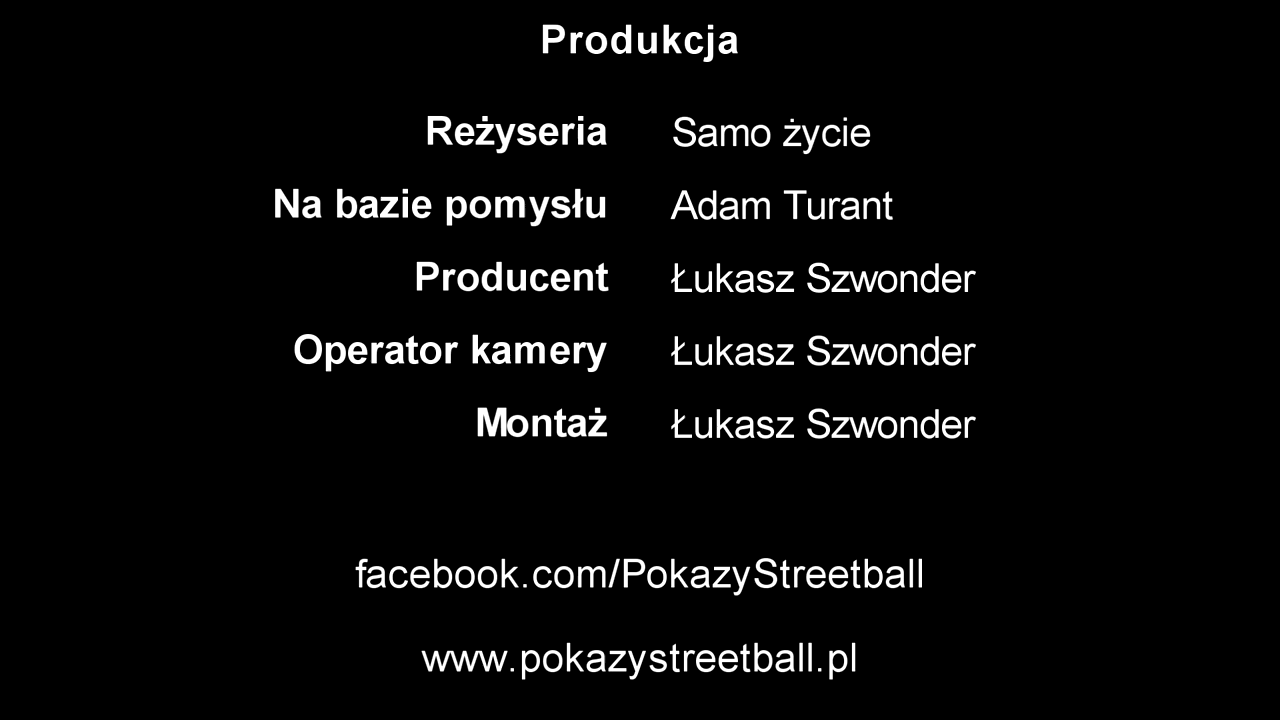 Produkcja
Reżyseria Samo życie
Na bazie pomysłu Adam Turant
Producent Łukasz Szwonder
Operator kamery Łukasz Szwonder
Montaż Łukasz Szwonder
facebook.com/PokazyStreetball
www.pokazystreetball.pl